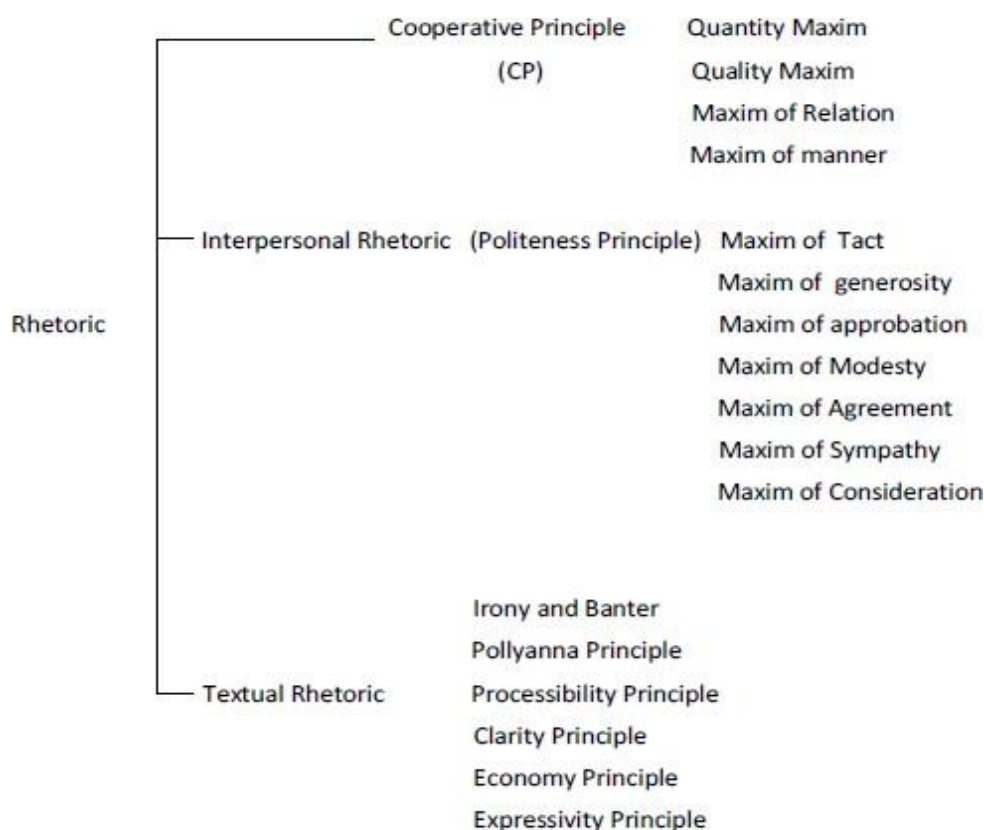 Cooperative Principle Quantity Maxim
(CP) Quality Maxim
Maxim of Relation
Maxim of manner
Interpersonal Rhetoric (Politeness Principle) Maxim of Tact
Maxim of generosity
Rhetoric Maxim of approbation
Maxim of Modesty
Maxim of Agreement
Maxim of Sympathy
Maxim of Consideration
Irony and Banter
Pollyanna Principle
Textual Rhetoric Processibility Principle
Clarity Principle
Economy Principle
Expressivity Principle